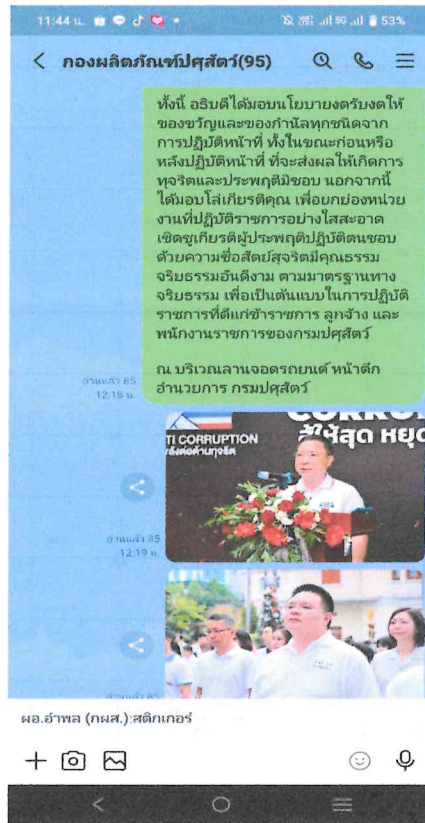 11:44 น. 53%
กองผลิตภัณฑ์ปศุสัตว์(95)
ทั้งนี้ อธิบดีได้มอบนโยบายงดรับงดให้
ของขวัญและของกำนัลทุกชนิดจาก
การปฏิบัติหน้าที่ ทั้งในขณะก่อนหรือ
หลังปฏิบัติหน้าที่ ที่จะส่งผลให้เกิดการ
ทุจริตและประพฤติมิชอบ นอกจากนี้
ได้มอบโล่เกียรติคุณ เพื่อยกย่องหน่วย
งานที่ปฏิบัติราชการอย่างใสสะอาด
เชิดชูเกียรติผู้ประพฤติปฏิบัติตนชอบ
ด้วยความซื่อสัตย์สุจริตมีคุณธรรม
จริยธรรมอันดีงาม ตามมาตรฐานทาง
จริยธรรม เพื่อเป็นต้นแบบในการปฏิบัติ
ราชการที่ดีแก่ข้าราชการ ลูกจ้าง และ
พนักงานราชการของกรมปศุสัตว์
ณ บริเวณลานจอดรถยนต์ หน้าตึก
อำนวยการ กรมปศุสัตว์
อ่านแล้ว 85
12:18 น.
TI CORRUPTION
สู้ให้สุด หยุด
อ่านแล้ว 85
12:19 น.
อ่านแล้ว 85
ผอ.อำพล (กผส.):สติกเกอร์